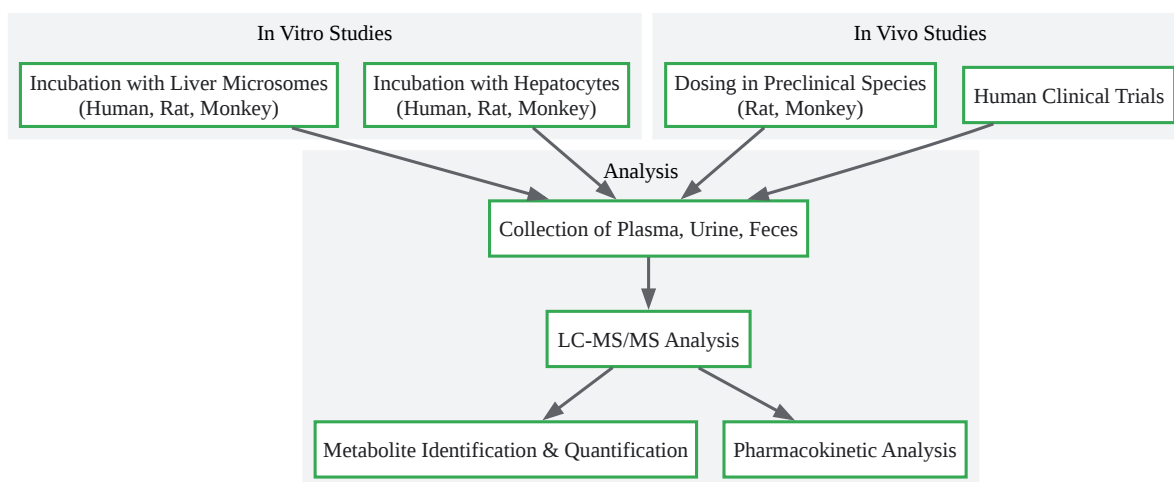 In Vitro Studies
In Vivo Studies
Incubation with Liver Microsomes
(Human, Rat, Monkey)
Incubation with Hepatocytes
(Human, Rat, Monkey)
Dosing in Preclinical Species
(Rat, Monkey)
Human Clinical Trials
Analysis
Collection of Plasma, Urine, Feces
LC-MS/MS Analysis
Metabolite Identification & Quantification
Pharmacokinetic Analysis